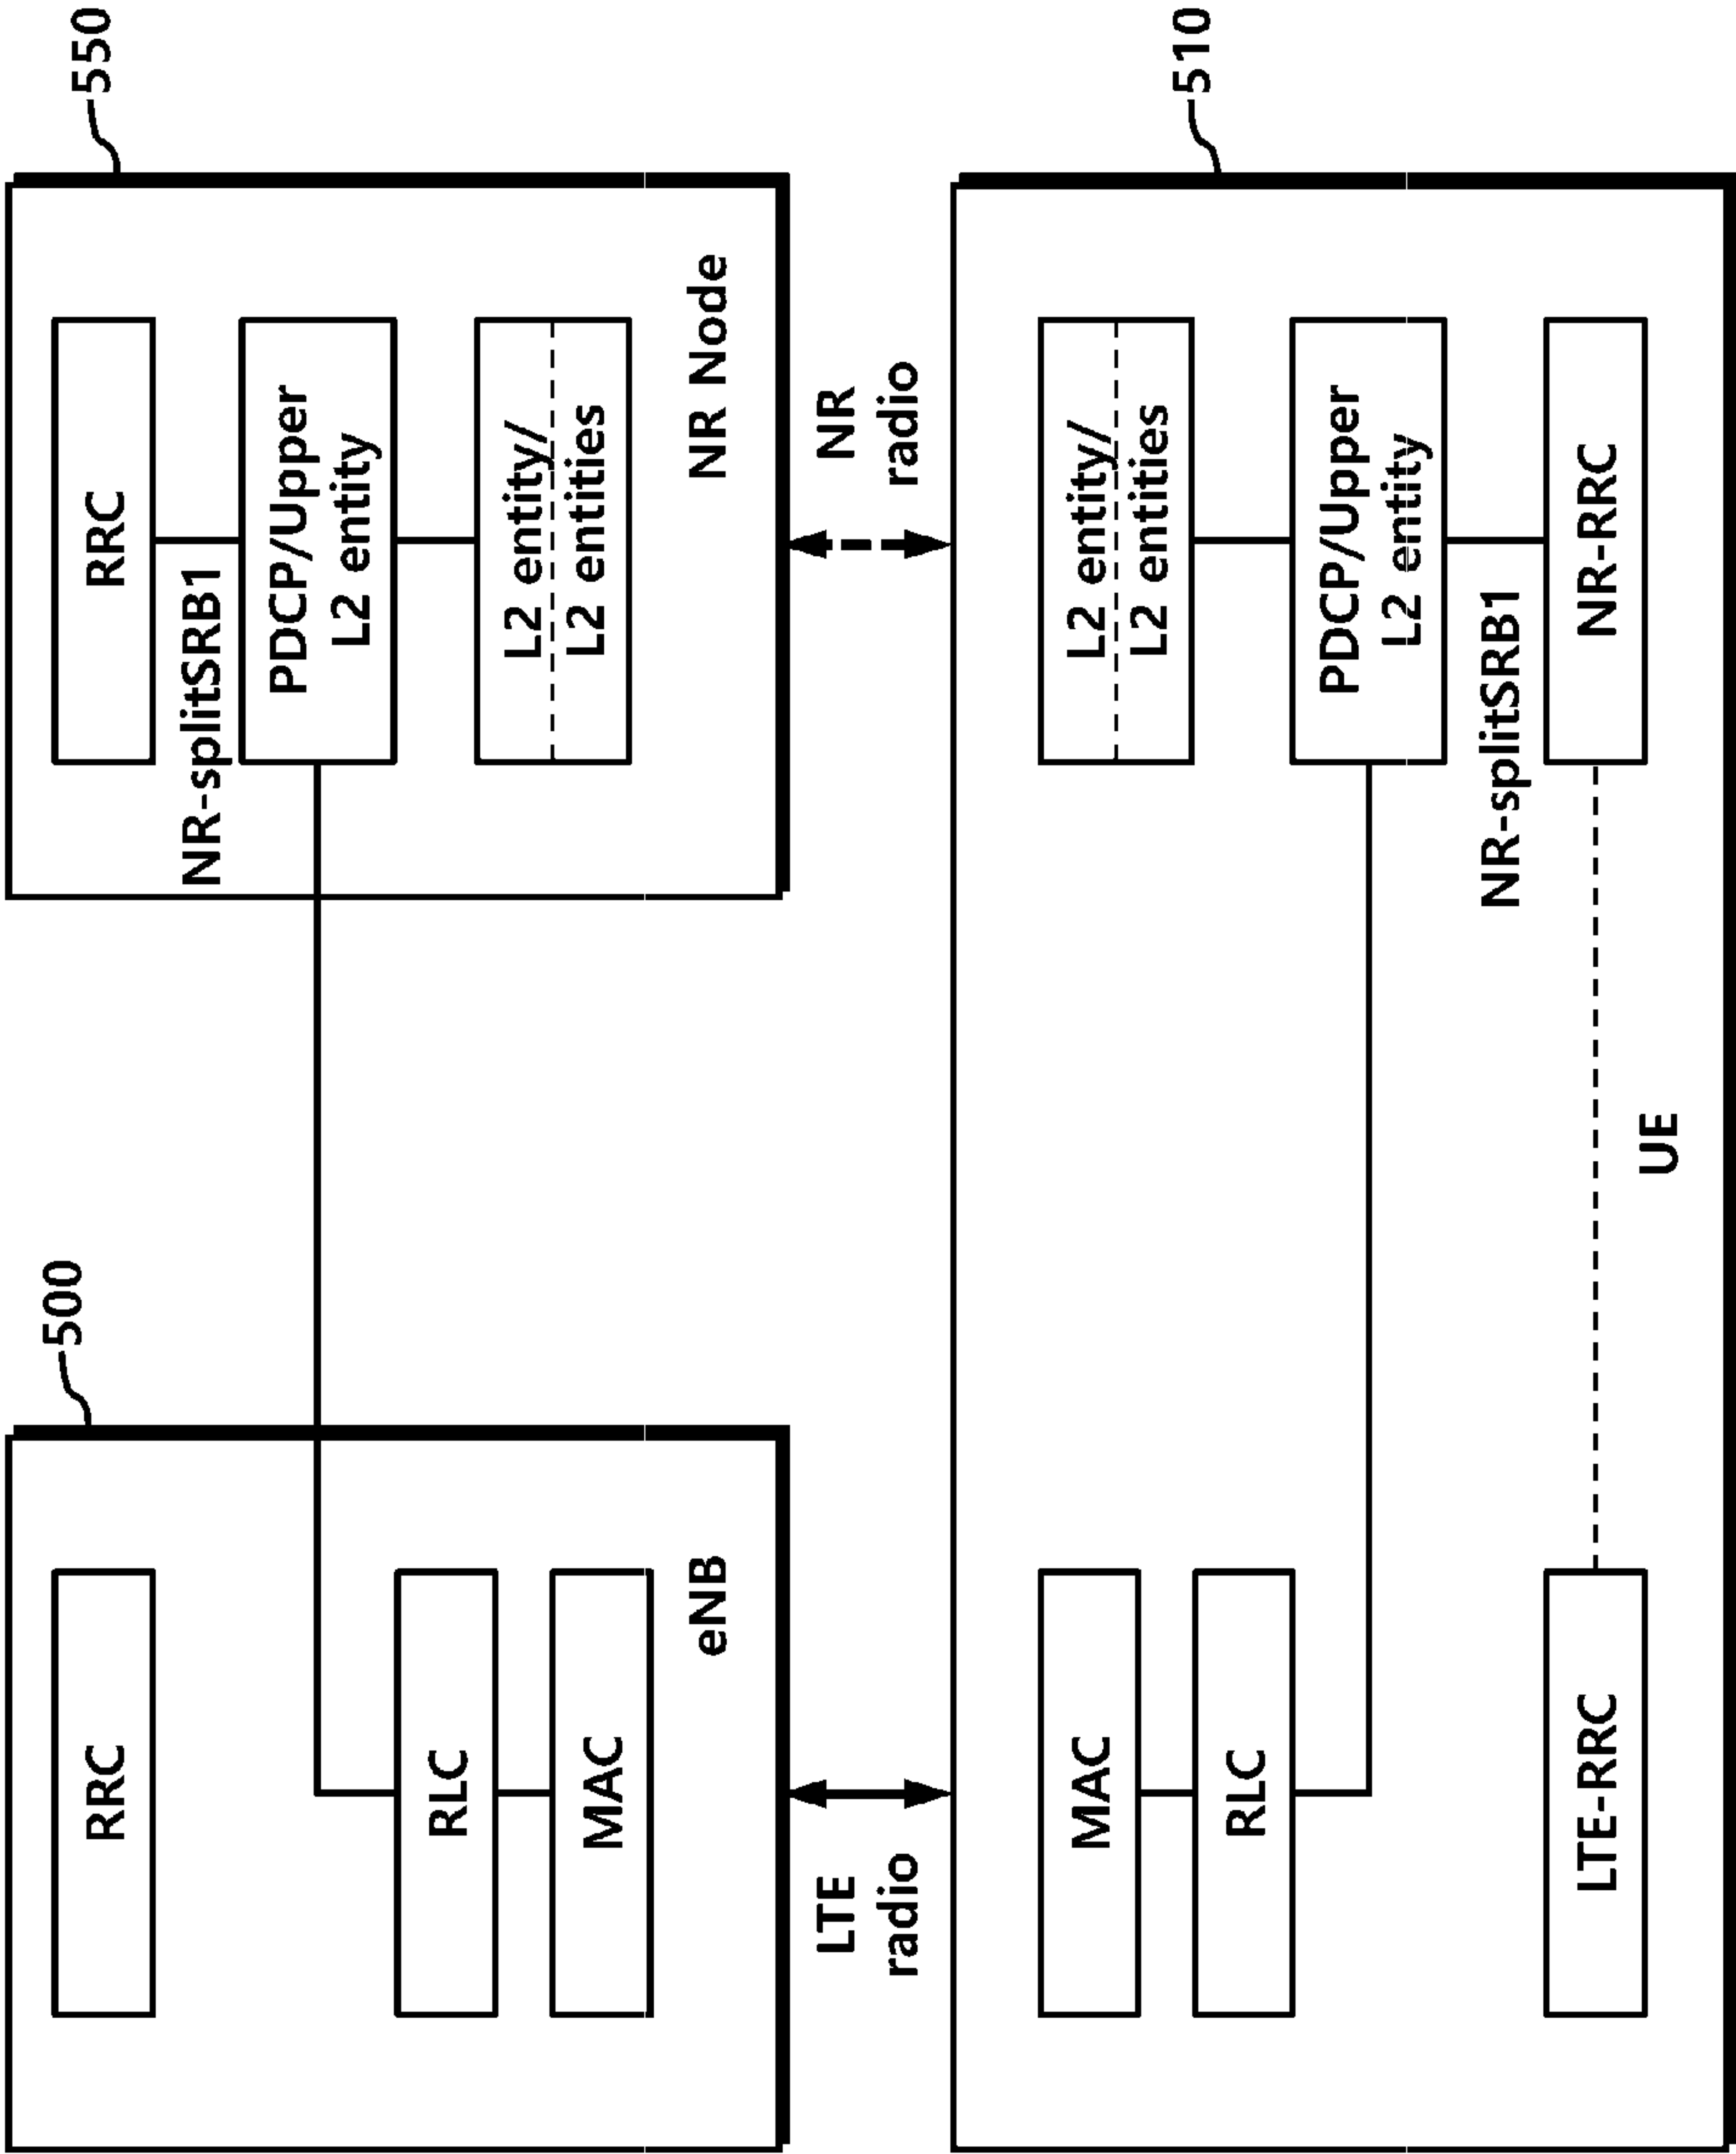 500
550
RRC
RRC
NR-splitSRB1
PDCP/Upper
L2 entity
RLC
L2 entity/
L2 entities
MAC
eNB
NR Node
LTE
radio
NR
radio
510
MAC
L2 entity/
L2 entities
RLC
PDCP/Upper
L2 entity
NR-splitSRB1
LTE-RRC
NR-RRC
UE